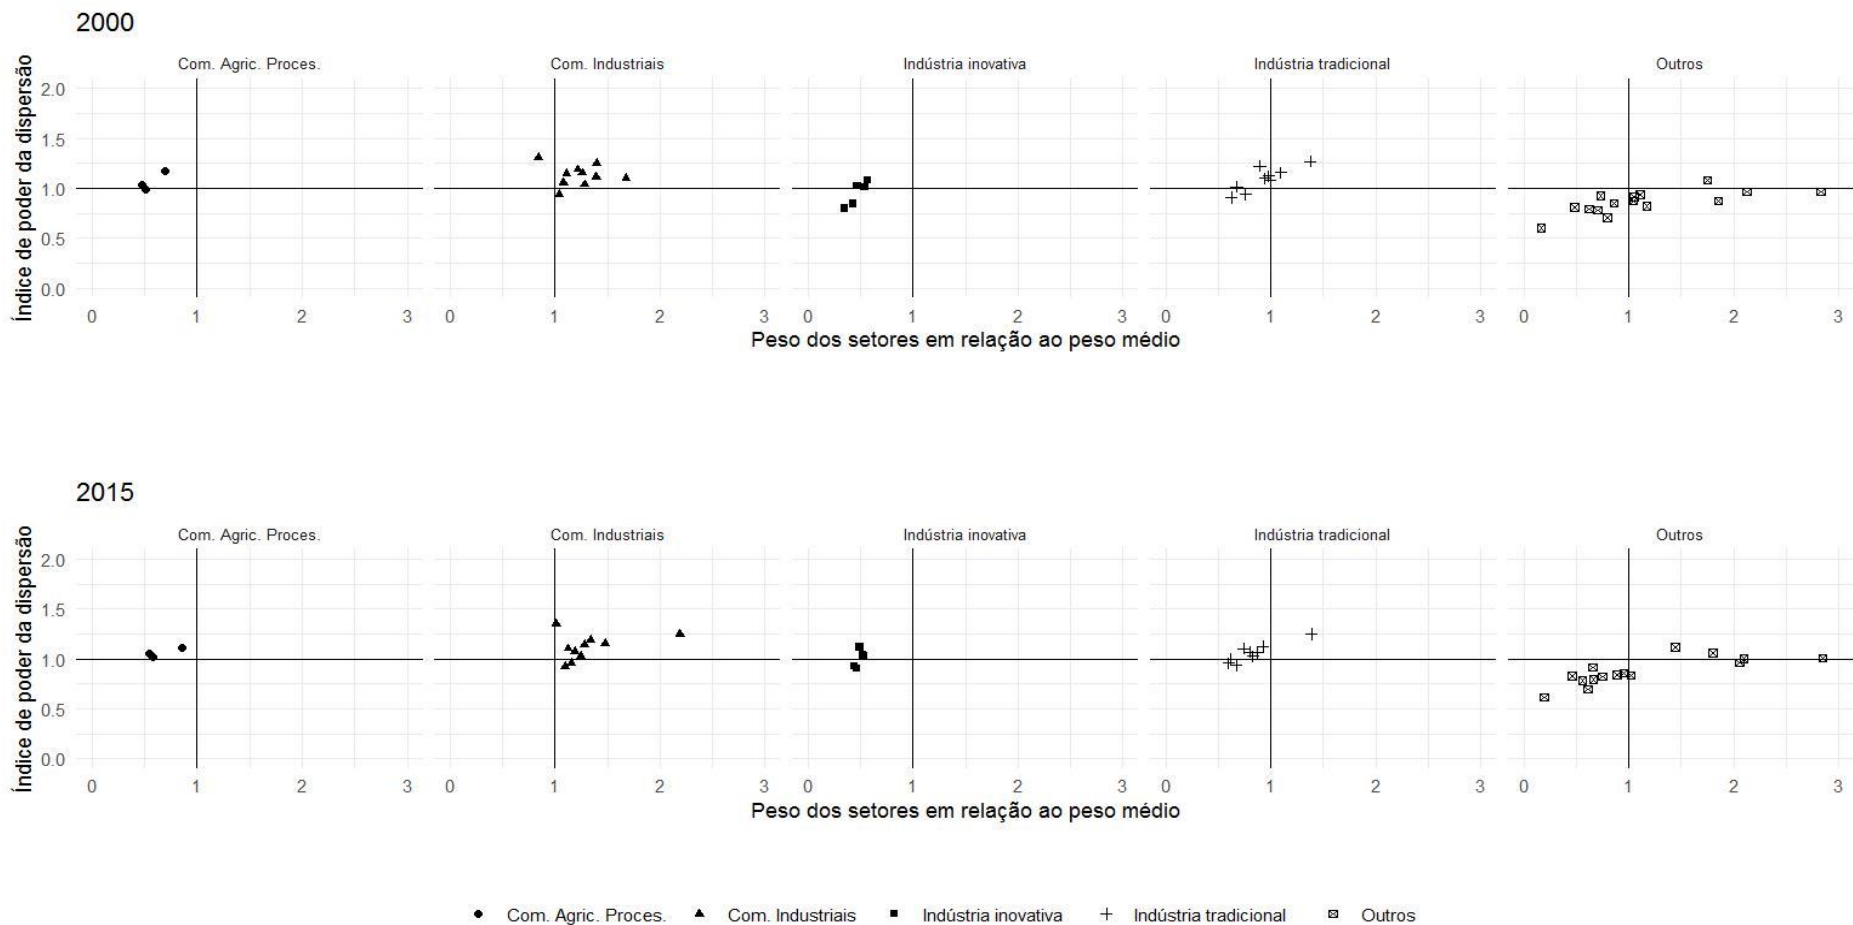 2000
Com. Agric. Proces. Com. Industriais Indústria inovativa Indústria tradicional Outros
Índice de poder da dispersão
2.0
1.5
1.0
0.5
0.0
0 1 2 3 0 1 2 3 0 1 2 3 0 1 2 3 0 1 2 3
Peso dos setores em relação ao peso médio
2015
Com. Agric. Proces. Com. Industriais Indústria inovativa Indústria tradicional Outros
Índice de poder da dispersão
2.0
1.5
1.0
0.5
0.0
0 1 2 3 0 1 2 3 0 1 2 3 0 1 2 3 0 1 2 3
Peso dos setores em relação ao peso médio
Com. Agric. Proces. Com. Industriais Indústria inovativa Indústria tradicional Outros